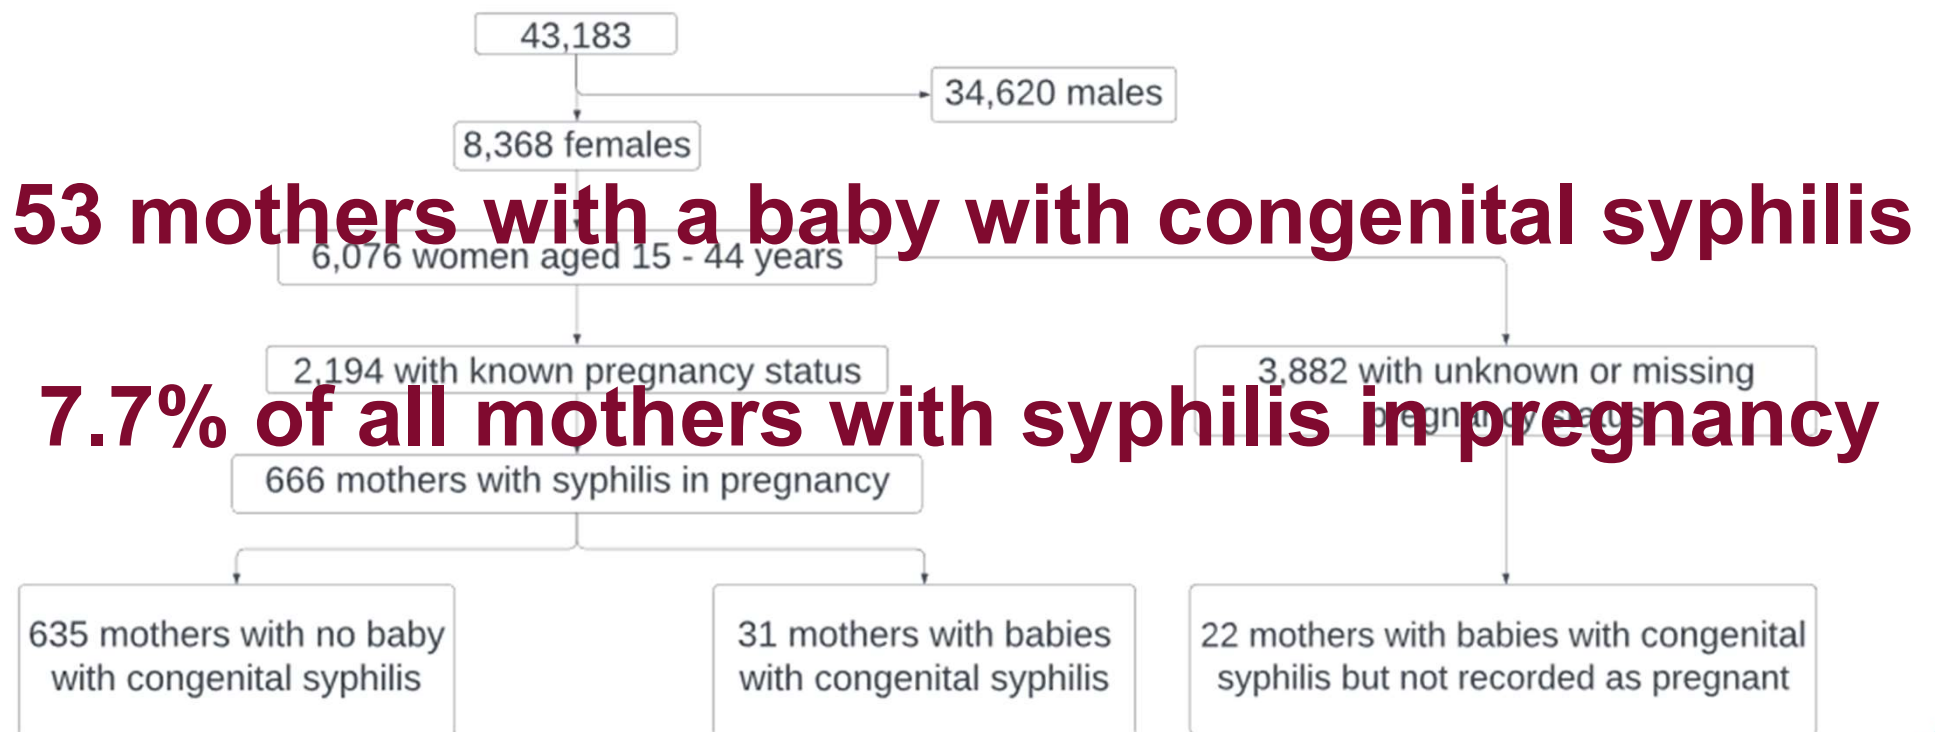 43,183
34,620 males
8,368 females
53 mothers with a baby with congenital syphilis
6,076 women aged 15 - 44 years
2,194 with known pregnancy status
3,882 with unknown or missing
pregnancy status
7.7% of all mothers with syphilis in pregnancy
666 mothers with syphilis in pregnancy
635 mothers with no baby
with congenital syphilis
31 mothers with babies
with congenital syphilis
22 mothers with babies with congenital
syphilis but not recorded as pregnant